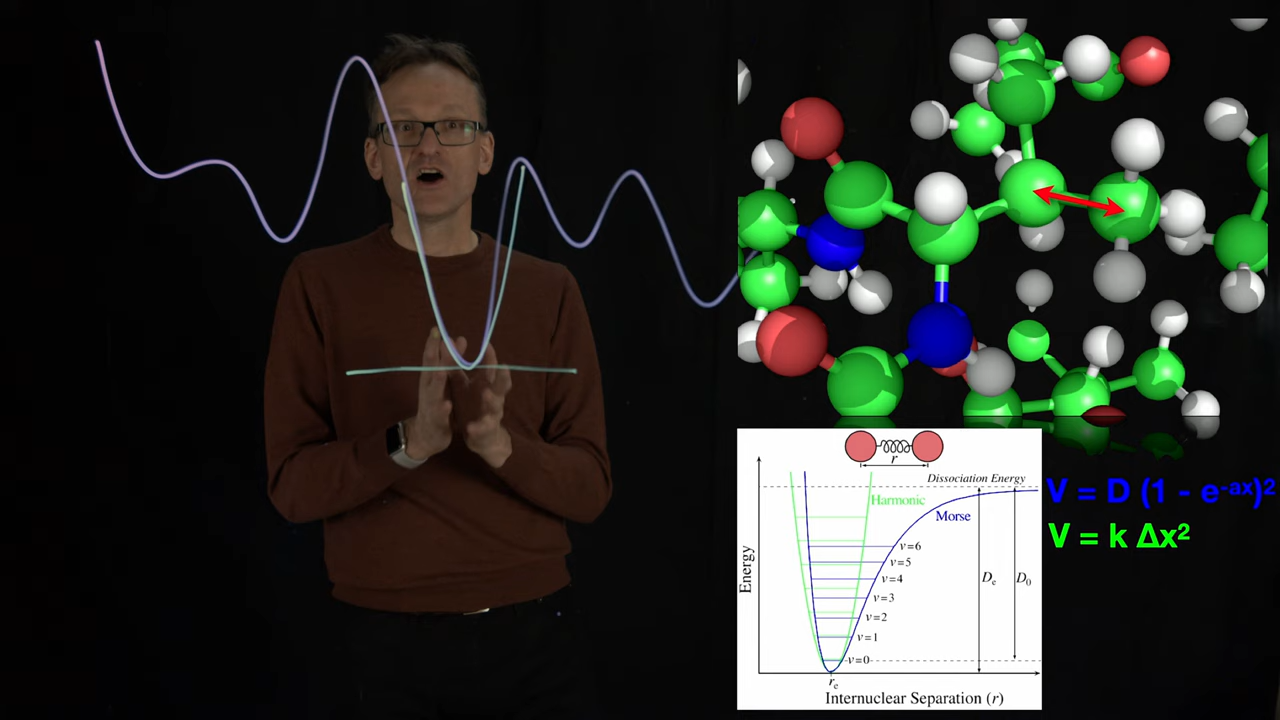 r
Dissociation Energy
Harmonic
Morse
V = D (1 - e-ax)2
V = k Δx²
Energy
v=6
v=5
v=4
v=3
v=2
v=1
v=0
De
D0
re
Internuclear Separation (r)